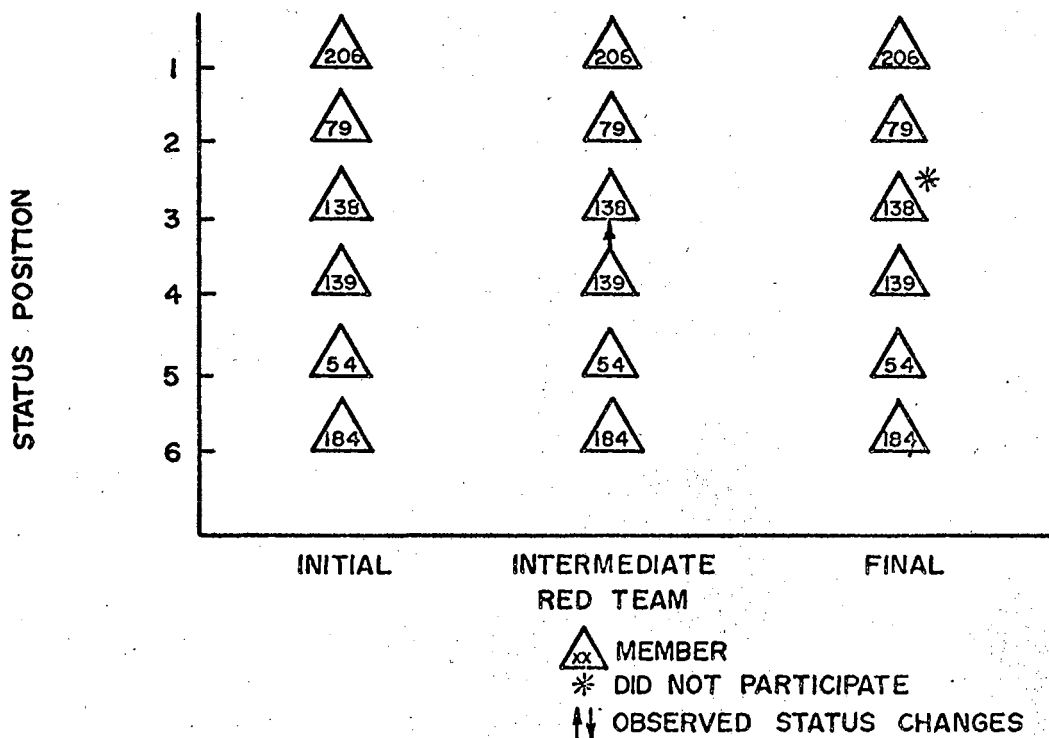 STATUS POSITION
1 206 206 206
2 79 79 79
3 138 138 138 *
4 139 139 139
5 54 54 54
6 184 184 184
INITIAL INTERMEDIATE FINAL
RED TEAM
XX MEMBER
* DID NOT PARTICIPATE
↑↓ OBSERVED STATUS CHANGES